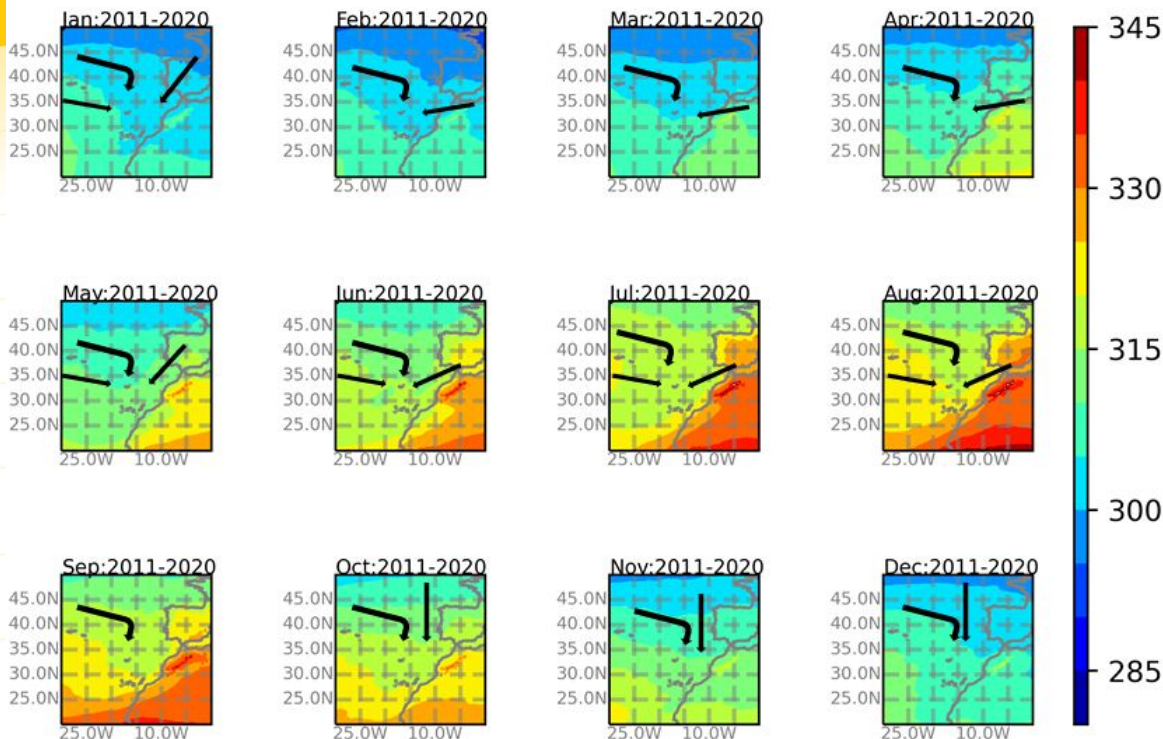 Jan:2011-2020 Feb:2011-2020 Mar:2011-2020 Apr:2011-2020 345
45.0N 45.0N 45.0N 45.0N
40.0N 40.0N 40.0N 40.0N
35.0N 35.0N 35.0N 35.0N
30.0N 30.0N 30.0N 30.0N
25.0N 25.0N 25.0N 25.0N
25.0W 10.0W 25.0W 10.0W 25.0W 10.0W 25.0W 10.0W 330
May:2011-2020 Jun:2011-2020 Jul:2011-2020 Aug:2011-2020
45.0N 45.0N 45.0N 45.0N
40.0N 40.0N 40.0N 40.0N 315
35.0N 35.0N 35.0N 35.0N
30.0N 30.0N 30.0N 30.0N
25.0N 25.0N 25.0N 25.0N
25.0W 10.0W 25.0W 10.0W 25.0W 10.0W 25.0W 10.0W
300
Sep:2011-2020 Oct:2011-2020 Nov:2011-2020 Dec:2011-2020
45.0N 45.0N 45.0N 45.0N
40.0N 40.0N 40.0N 40.0N
35.0N 35.0N 35.0N 35.0N
30.0N 30.0N 30.0N 30.0N 285
25.0N 25.0N 25.0N 25.0N
25.0W 10.0W 25.0W 10.0W 25.0W 10.0W 25.0W 10.0W